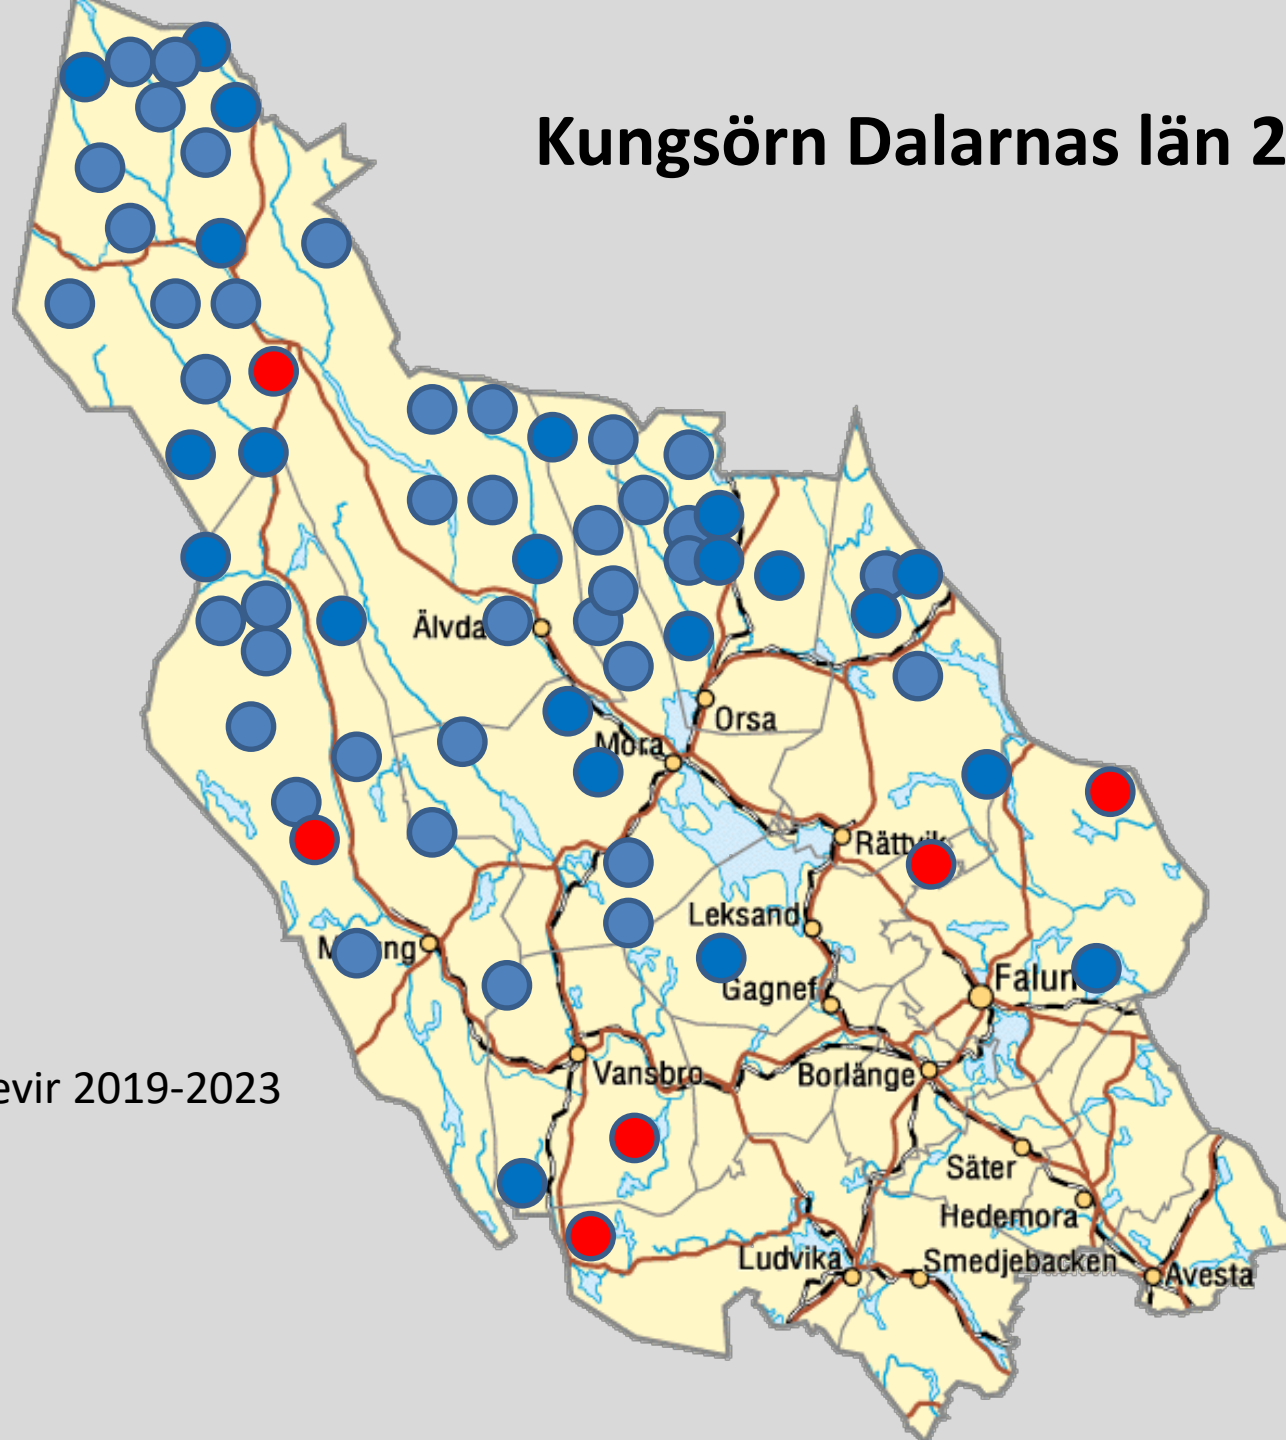 Kungsörn Dalarnas län 2
Älvda
Orsa
Mora
Rättvik
Leksand
Gagnef
Falun
Vansbro
Borlänge
evir 2019-2023
Säter
Hedemora
Ludvika
Smedjebacken
Avesta